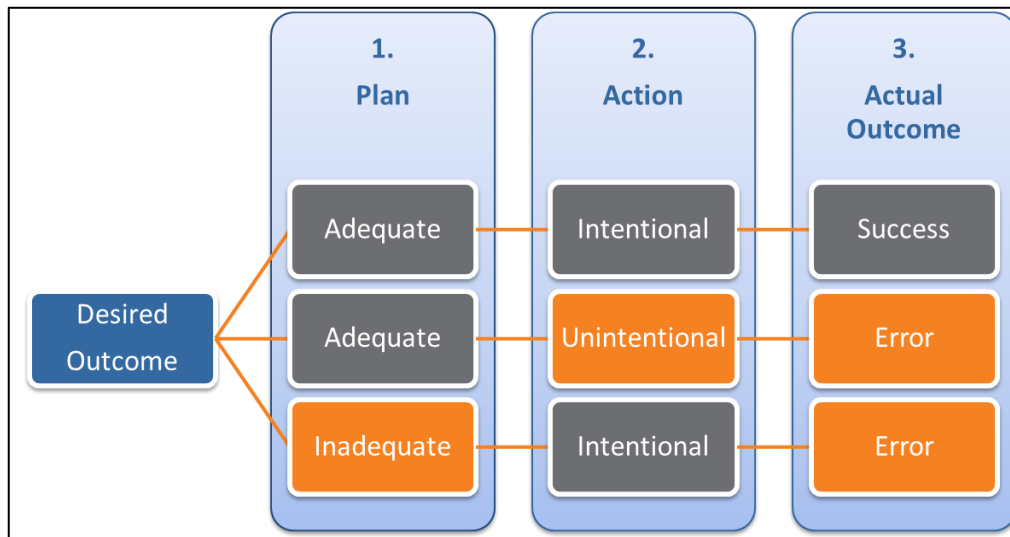 1.
Plan
2.
Action
3.
Actual
Outcome
Desired
Outcome
Adequate
Intentional
Success
Adequate
Unintentional
Error
Inadequate
Intentional
Error